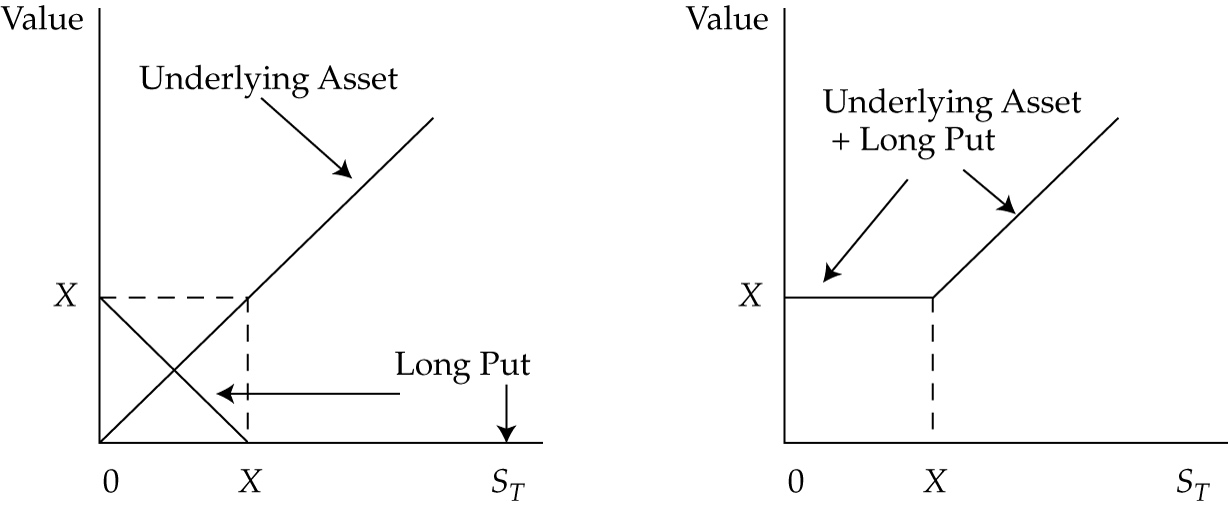 Value
Underlying Asset
X
Long Put
0 X S_T
Value
Underlying Asset
+ Long Put
X
0 X S_T